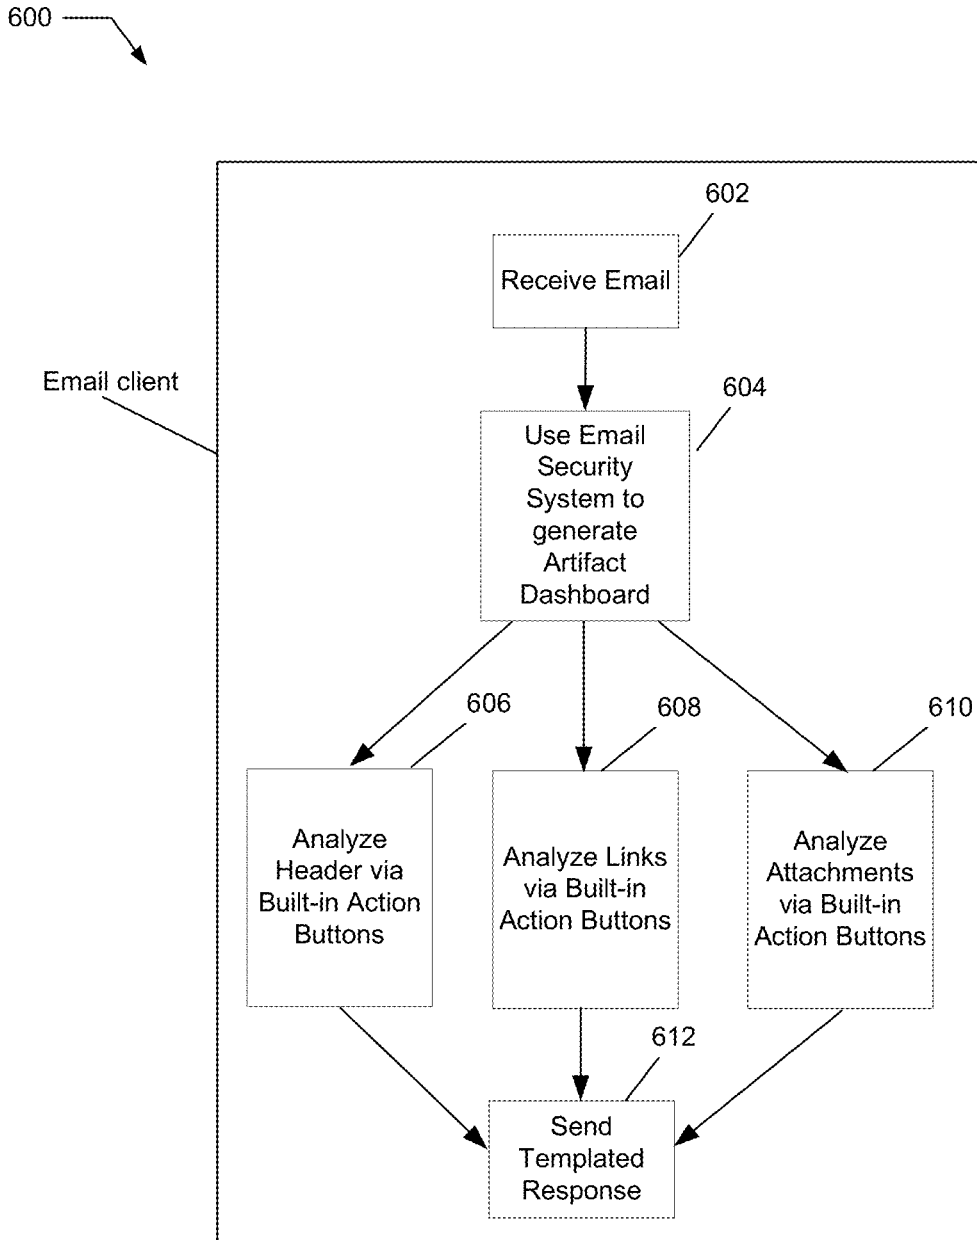 600
602
Receive Email
Email client
604
Use Email
Security
System to
generate
Artifact
Dashboard
606
608
610
Analyze
Header via
Built-in Action
Buttons
Analyze Links
via Built-in
Action Buttons
Analyze
Attachments
via Built-in
Action Buttons
612
Send
Templated
Response